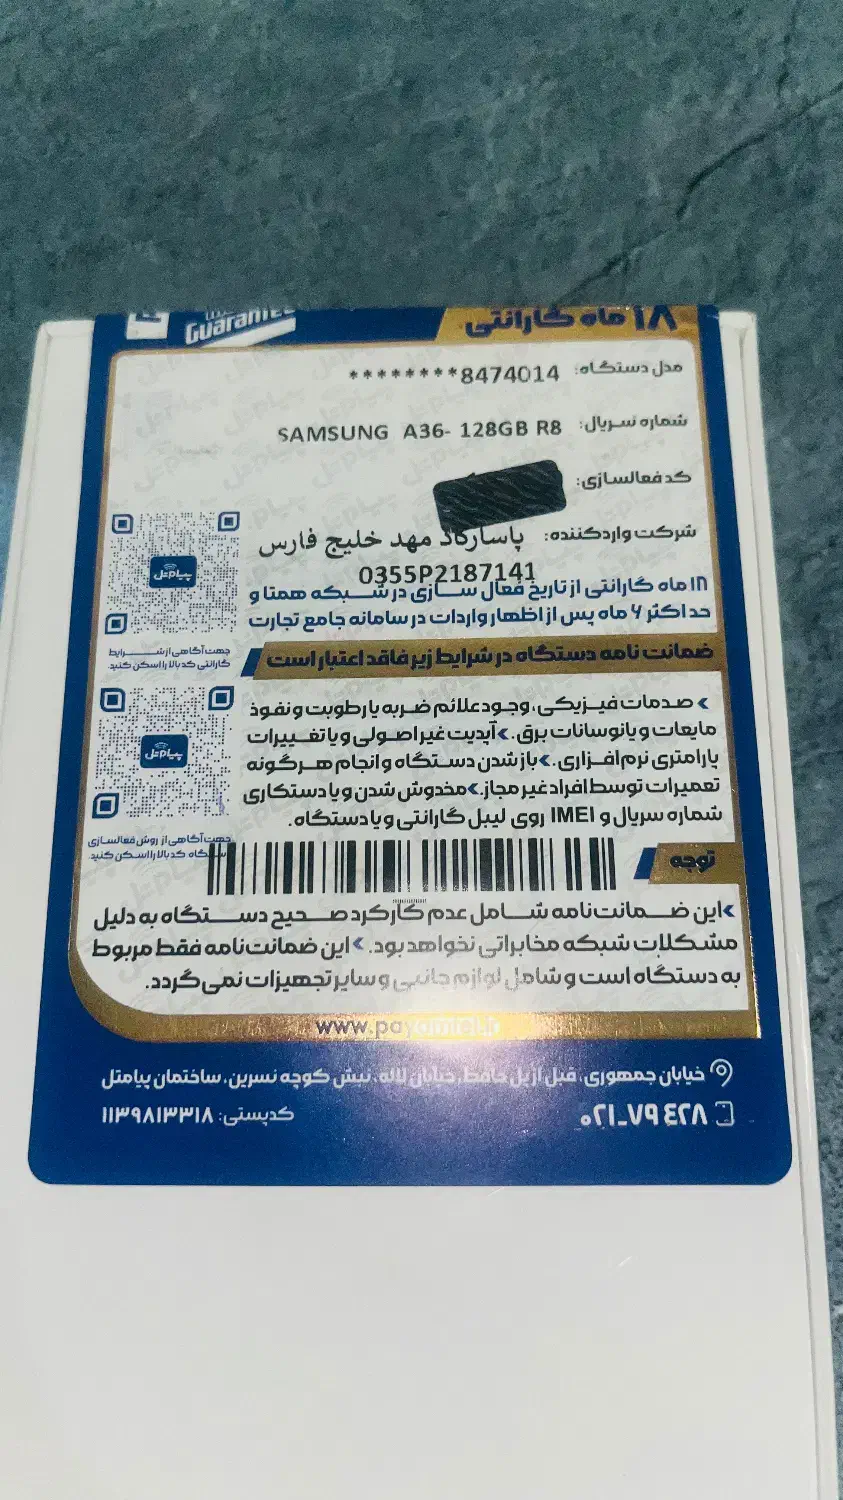 Guarantee
۱۸ ماه گارانتی
مدل دستگاه: 8474014********
شماره سریال: SAMSUNG A36- 128GB R8
کد فعالسازی:
شرکت واردکننده: پاسارگاد مهد خلیج فارس
0355P2187141
۱۸ ماه گارانتی از تاریخ فعال سازی در شبکه همتا و
حداکثر ۶ ماه پس از اظهار واردات در سامانه جامع تجارت
ضمانت نامه دستگاه در شرایط زیر فاقد اعتبار است
پیام‌تل
جهت آگاهی از شرایط
گارانتی کد بالا را اسکن کنید
› صدمات فیزیکی، وجود علائم ضربه یا رطوبت و نفوذ
مایعات و یا نوسانات برق. › آپدیت غیر اصولی و یا تغییرات
پارامتری نرم افزاری. › باز شدن دستگاه و انجام هرگونه
تعمیرات توسط افراد غیر مجاز. › مخدوش شدن و یا دستکاری
شماره سریال و IMEI روی لیبل گارانتی و یا دستگاه.
پیام‌تل
جهت آگاهی از روش فعالسازی
دستگاه کد بالا را اسکن کنید.
توجه
› این ضمانت‌نامه شامل عدم کارکرد صحیح دستگاه به دلیل
مشکلات شبکه مخابراتی نخواهد بود. › این ضمانت‌نامه فقط مربوط
به دستگاه است و شامل لوازم جانبی و سایر تجهیزات نمی‌گردد.
www.payamtel.ir
خیابان جمهوری، قبل از پل حافظ، خیابان لاله، نبش کوچه نسرین، ساختمان پیامتل
۰۲۱-۷۹۴۲۸
کدپستی: ۱۱۳۹۸۱۳۳۱۸